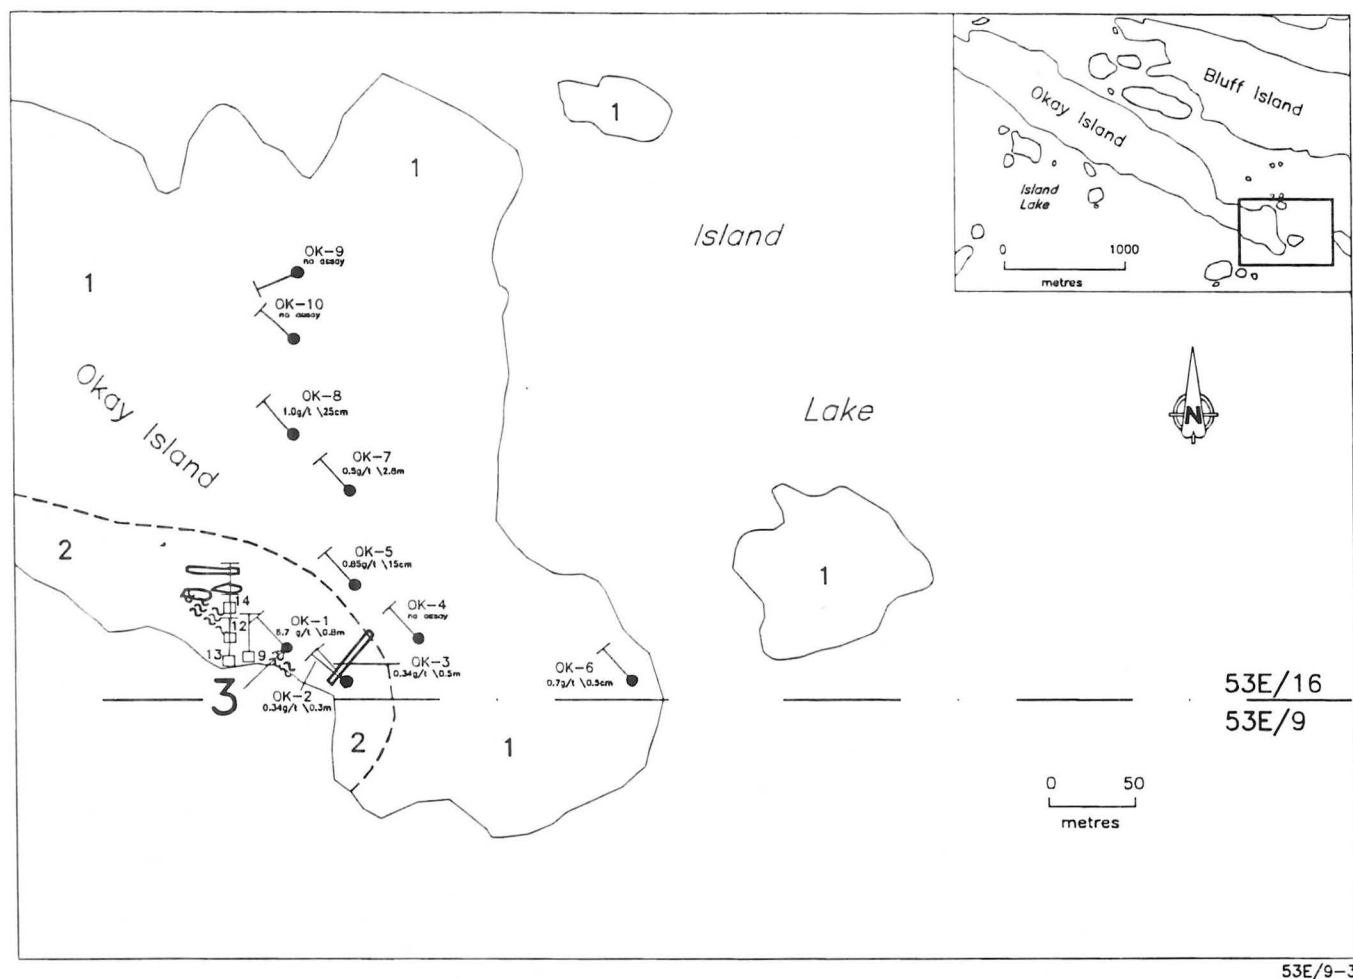 Bluff Island
Okay Island
Island
Lake
0 1000
metres
1
1
OK-9
no assay
Island
1
OK-10
no assay
N
Okay Island
OK-8
1.0g/t \25cm
Lake
OK-7
0.5g/t \2.8m
2
OK-5
0.85g/t \15cm
1
14
OK-4
no assay
12
OK-1
6.7 g/t \0.8m
13
9
OK-3
0.34g/t \0.5m
OK-6
0.7g/t \0.5cm
3
OK-2
0.34g/t \0.3m
53E/16
53E/9
2
1
0 50
metres
53E/9-3